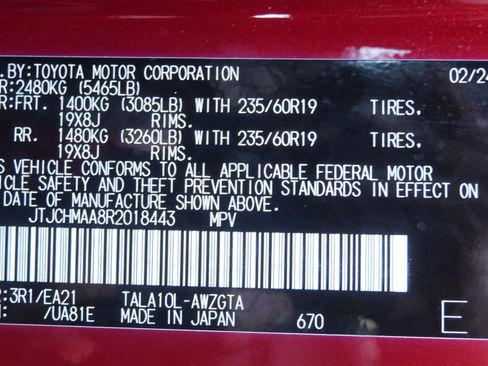 .BY:TOYOTA MOTOR CORPORATION 02/24
R:2480KG (5465LB)
R:FRT. 1400KG (3085LB) WITH 235/60R19 TIRES.
19X8J RIMS.
RR. 1480KG (3260LB) WITH 235/60R19 TIRES.
19X8J RIMS.
S VEHICLE CONFORMS TO ALL APPLICABLE FEDERAL MOTOR
ICLE SAFETY AND THEFT PREVENTION STANDARDS IN EFFECT ON
DATE OF MANUFACTURE SHOWN ABOVE.
JTJCHMAA8R2018443 MPV
:3R1/EA21 TALA10L-AWZGTA
: /UA81E MADE IN JAPAN 670 E